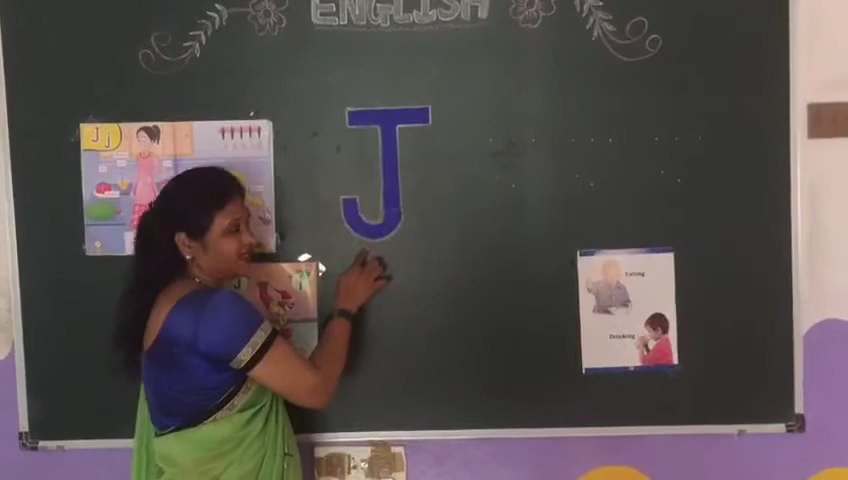 ENGLISH
J
J j
J
Eating
Drinking